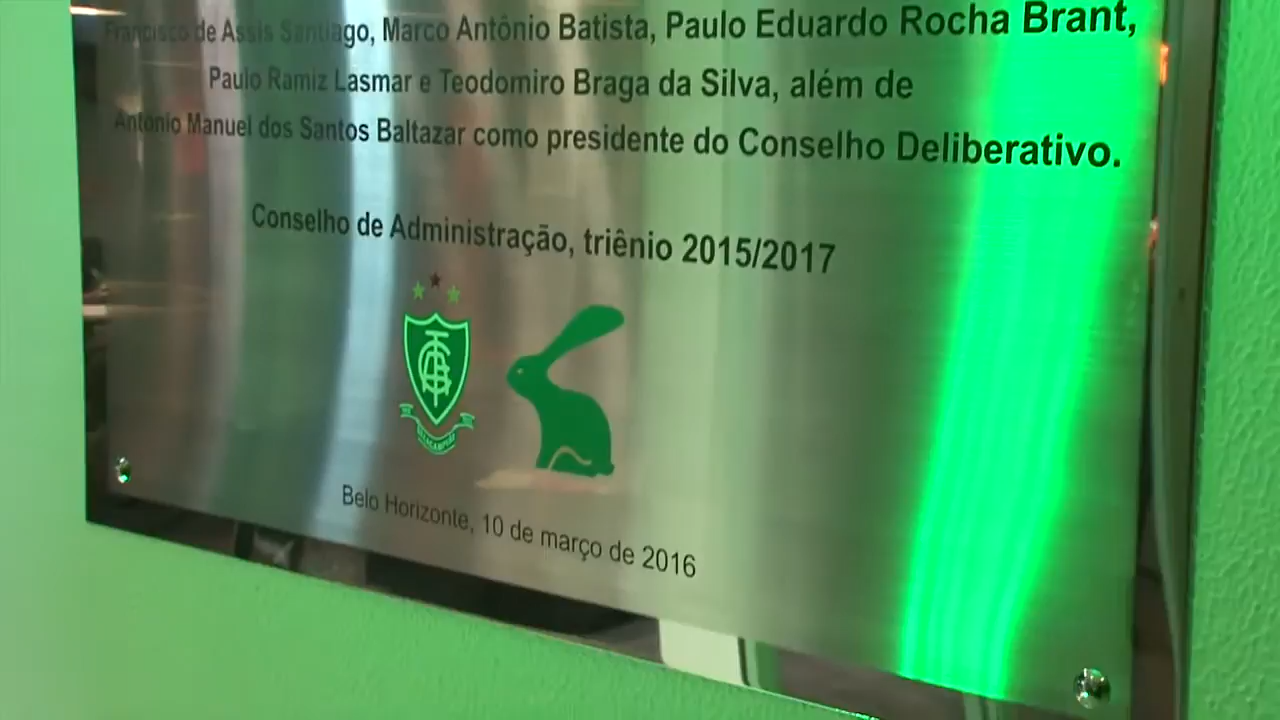 Francisco de Assis Santiago, Marco Antônio Batista, Paulo Eduardo Rocha Brant,
Paulo Ramiz Lasmar e Teodomiro Braga da Silva, além de
Antonio Manuel dos Santos Baltazar como presidente do Conselho Deliberativo.
Conselho de Administração, triênio 2015/2017
Belo Horizonte, 10 de março de 2016